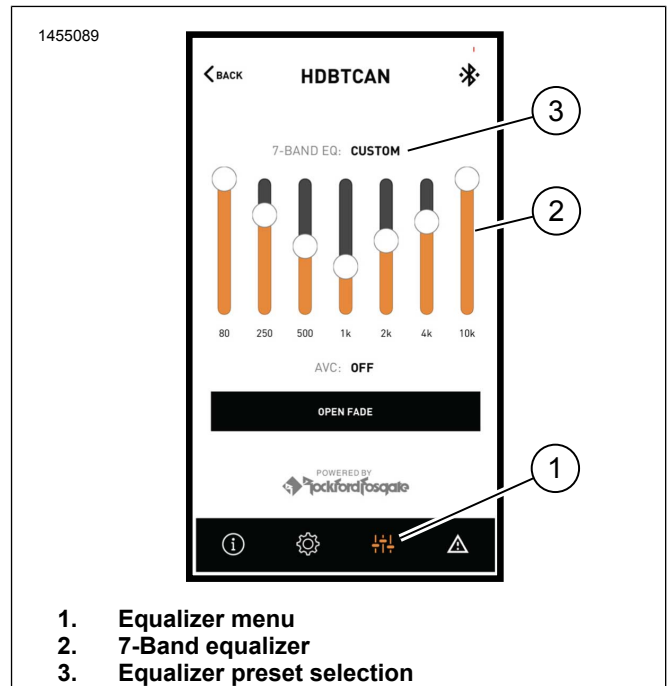 1455089
BACK HDBTCAN
3
7-BAND EQ: CUSTOM
2
80 250 500 1k 2k 4k 10k
AVC: OFF
OPEN FADE
1
POWERED BY
Rockford Fosgate
1. Equalizer menu
2. 7-Band equalizer
3. Equalizer preset selection